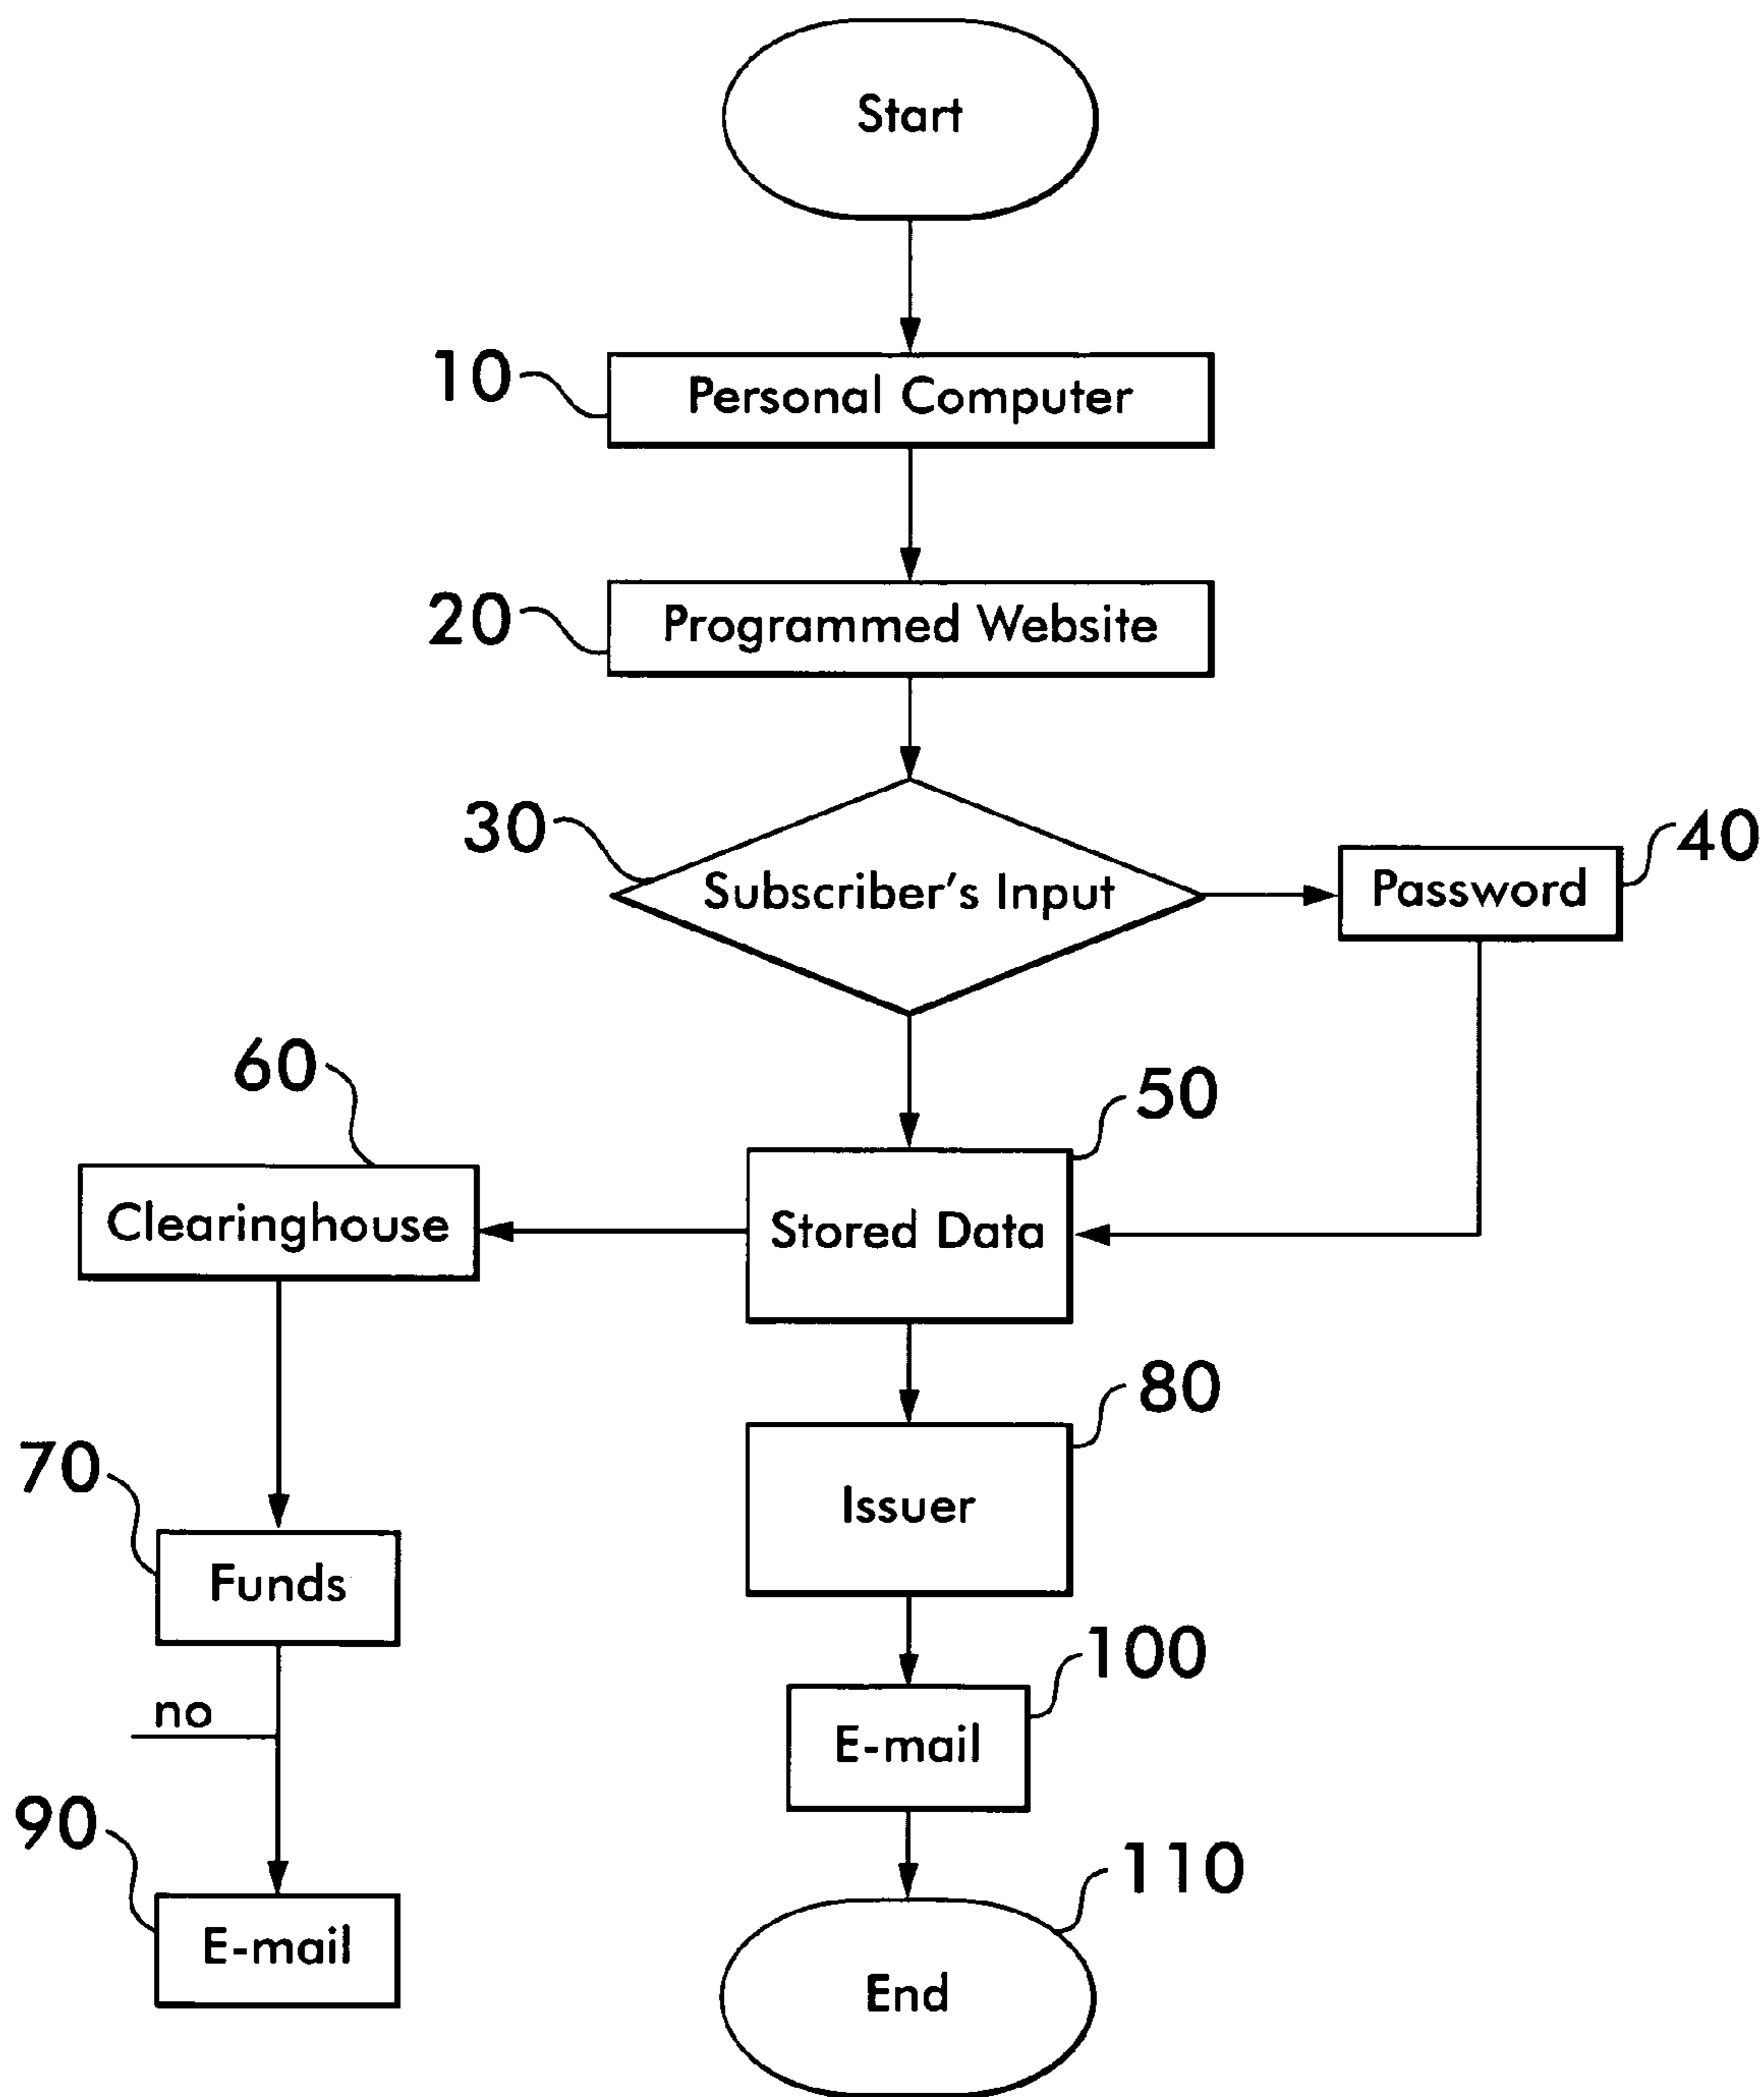 Start
10
Personal Computer
20
Programmed Website
30
Subscriber's Input
40
Password
60
Clearinghouse
50
Stored Data
80
Issuer
70
Funds
no
100
E-mail
90
E-mail
110
End